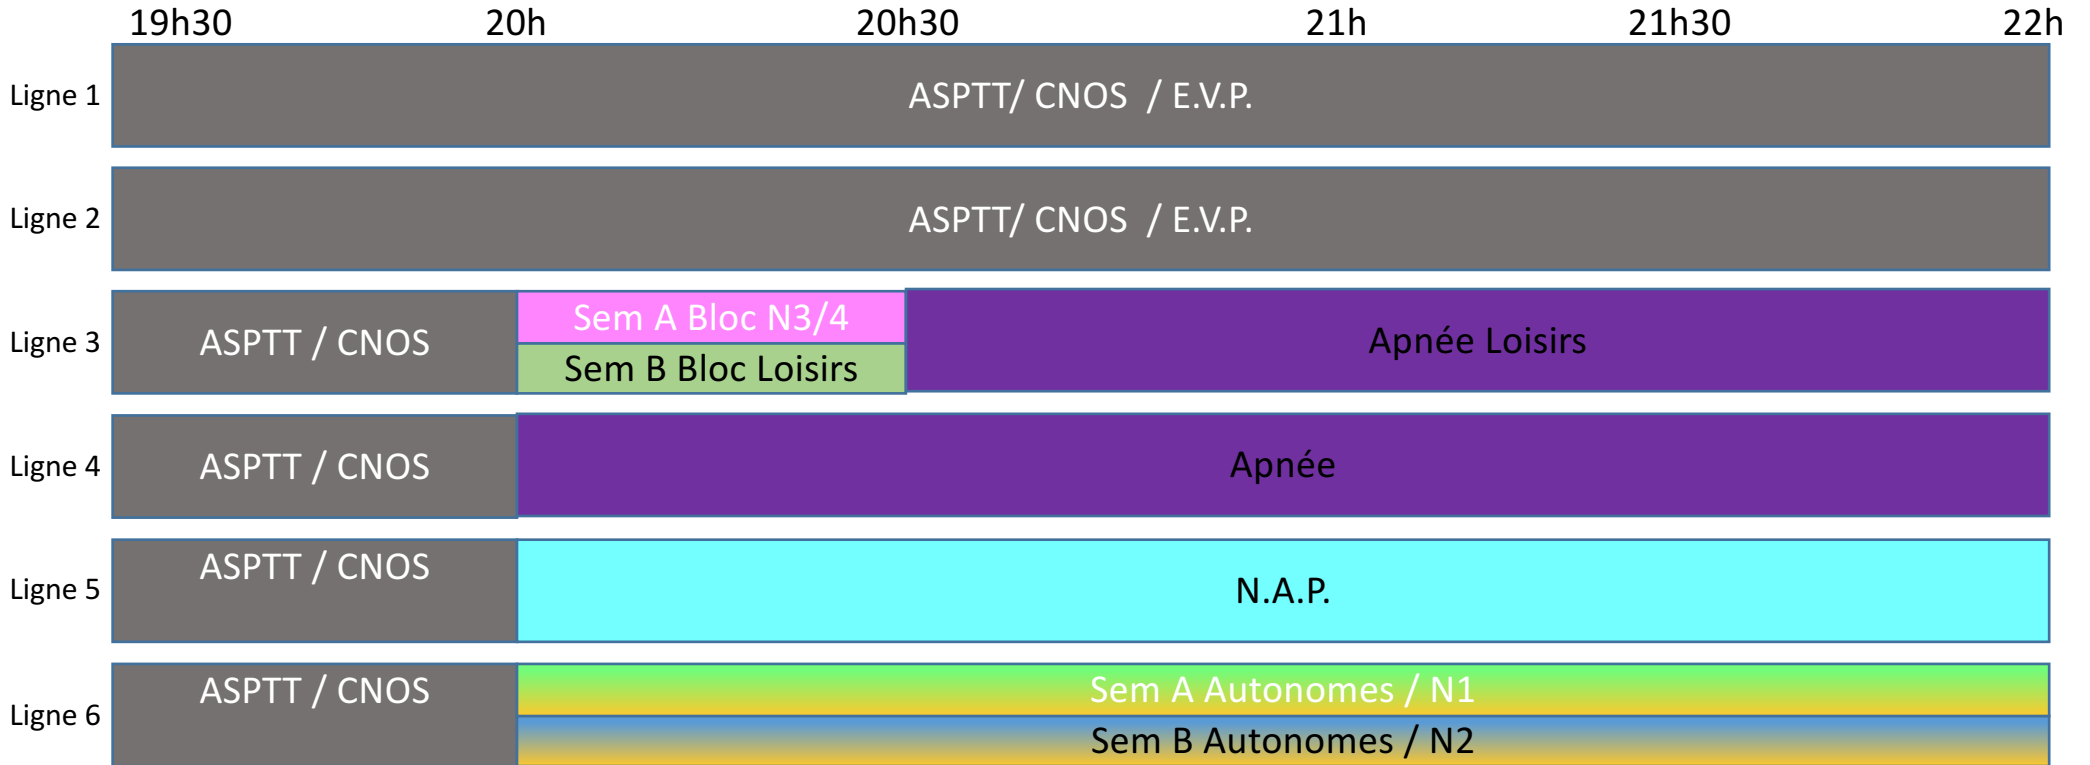 19h30 20h 20h30 21h 21h30 22h
Ligne 1 ASPTT/ CNOS / E.V.P.
Ligne 2 ASPTT/ CNOS / E.V.P.
Ligne 3 ASPTT / CNOS Sem A Bloc N3/4 Apnée Loisirs
Sem B Bloc Loisirs
Ligne 4 ASPTT / CNOS Apnée
Ligne 5 ASPTT / CNOS N.A.P.
Ligne 6 ASPTT / CNOS Sem A Autonomes / N1
Sem B Autonomes / N2